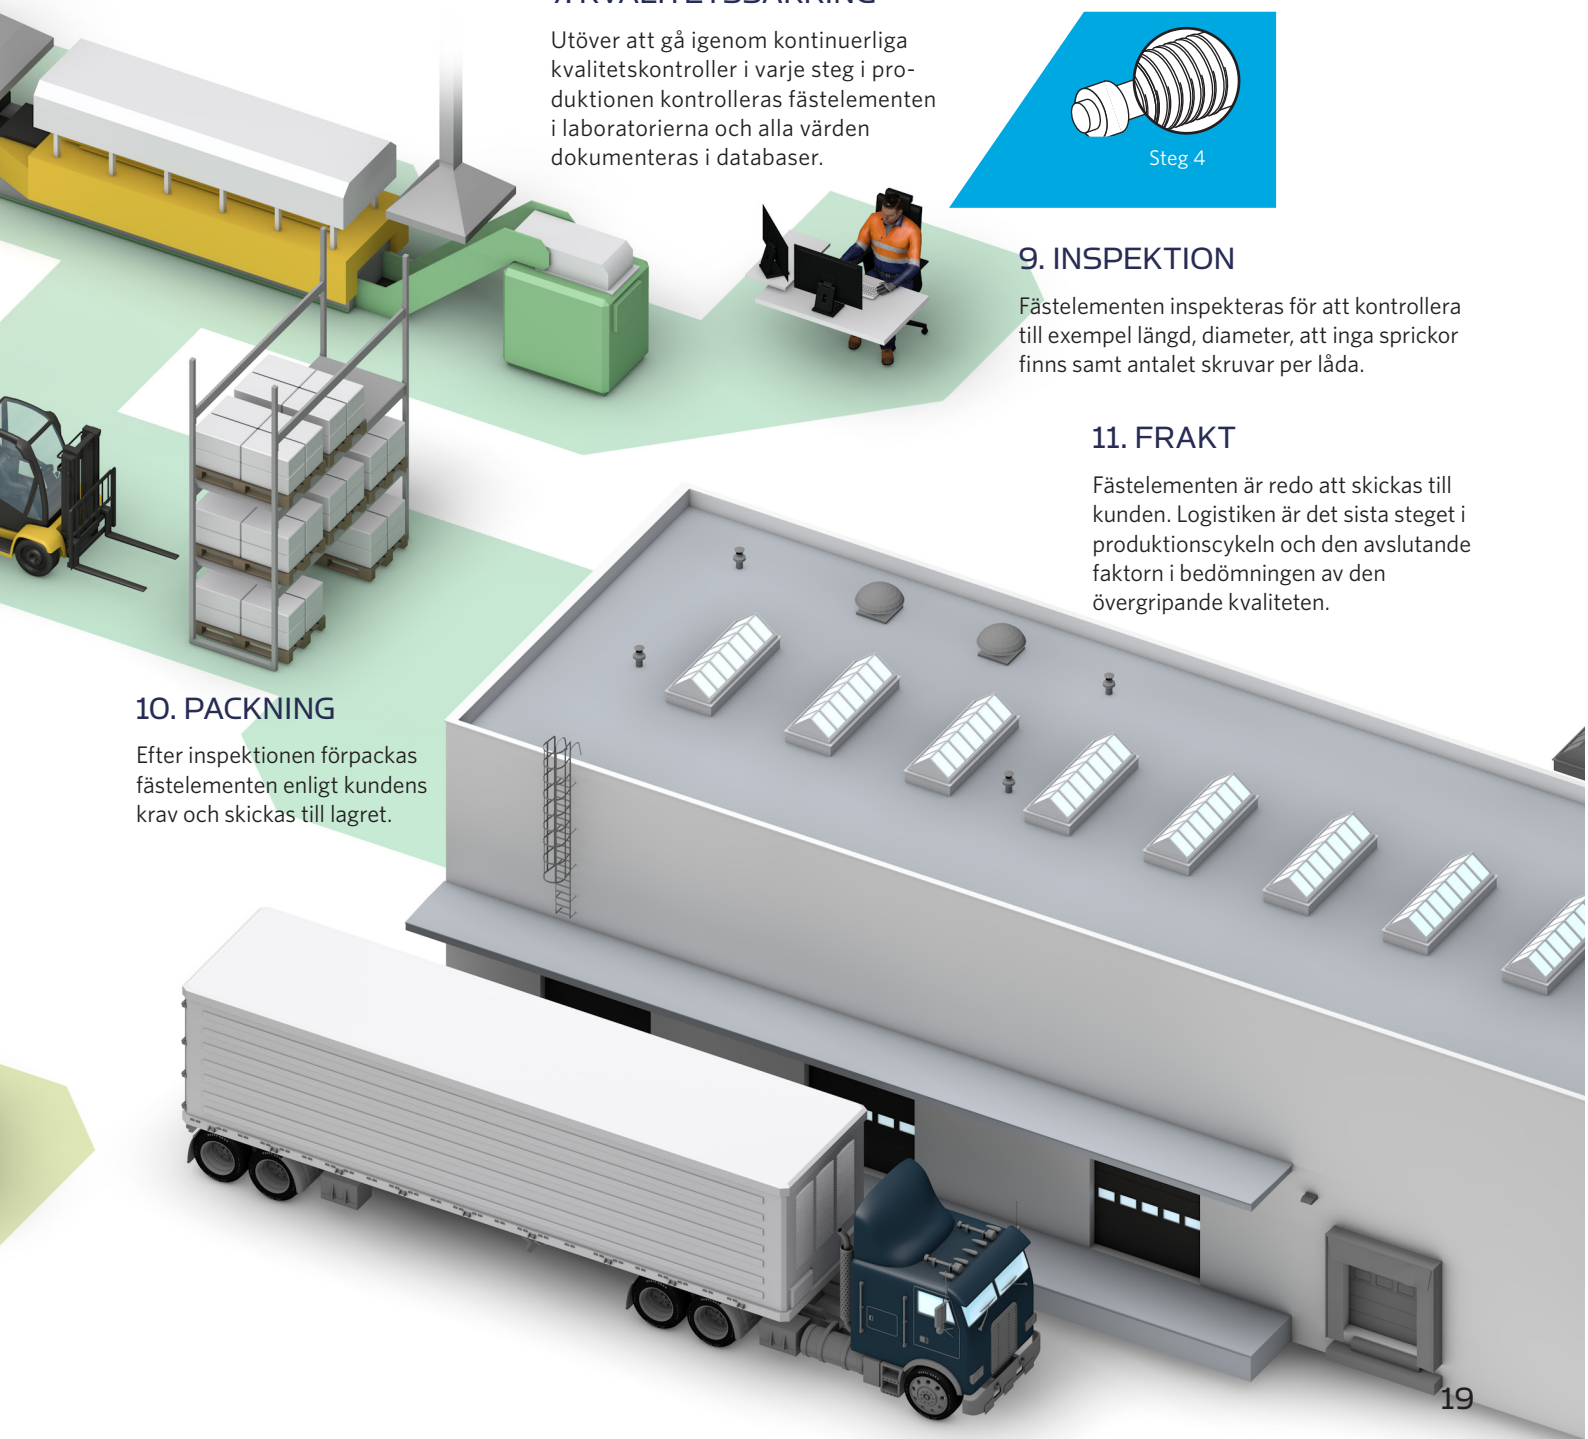 7. KVALITETSSÄKRING
Utöver att gå igenom kontinuerliga
kvalitetskontroller i varje steg i pro-
duktionen kontrolleras fästelementen
i laboratorierna och alla värden
dokumenteras i databaser.
Steg 4
9. INSPEKTION
Fästelementen inspekteras för att kontrollera
till exempel längd, diameter, att inga sprickor
finns samt antalet skruvar per låda.
11. FRAKT
Fästelementen är redo att skickas till
kunden. Logistiken är det sista steget i
produktionscykeln och den avslutande
faktorn i bedömningen av den
övergripande kvaliteten.
10. PACKNING
Efter inspektionen förpackas
fästelementen enligt kundens
krav och skickas till lagret.
19